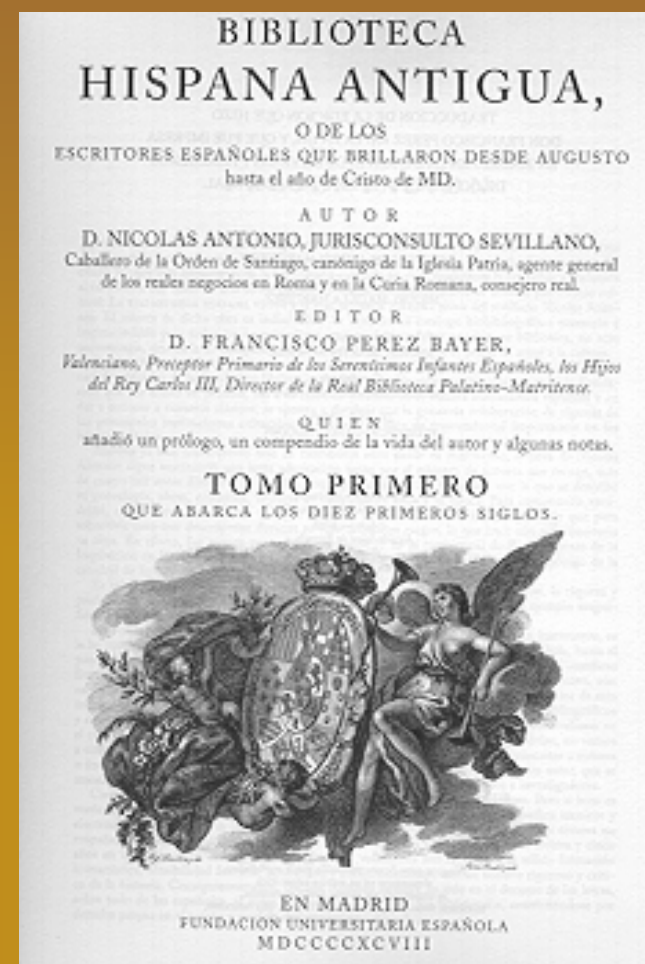 BIBLIOTECA
HISPANA ANTIGUA,
O DE LOS
ESCRITORES ESPAÑOLES QUE BRILLARON DESDE AUGUSTO
hasta el año de Cristo de MD.
AUTOR
D. NICOLAS ANTONIO, JURISCONSULTO SEVILLANO,
Caballero de la Orden de Santiago, canónigo de la Iglesia Patria, agente general
de los reales negocios en Roma y en la Curia Romana, consejero real.
EDITOR
D. FRANCISCO PEREZ BAYER,
Valenciano, Preceptor Primario de los Serenísimos Infantes Españoles, los Hijos
del Rey Carlos III, Director de la Real Biblioteca Palatino-Matritense.
QUIEN
añadió un prólogo, un compendio de la vida del autor y algunas notas.
TOMO PRIMERO
QUE ABARCA LOS DIEZ PRIMEROS SIGLOS.
EN MADRID
FUNDACION UNIVERSITARIA ESPAÑOLA
MDCCCCXCVIII